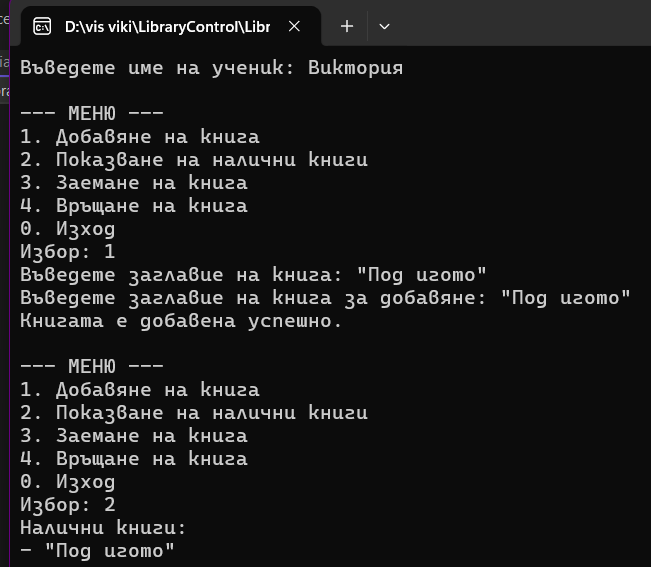 D:\vis viki\LibraryControl\Libr
Въведете име на ученик: Виктория
--- МЕНЮ ---
1. Добавяне на книга
2. Показване на налични книги
3. Заемане на книга
4. Връщане на книга
0. Изход
Избор: 1
Въведете заглавие на книга: "Под игото"
Въведете заглавие на книга за добавяне: "Под игото"
Книгата е добавена успешно.
--- МЕНЮ ---
1. Добавяне на книга
2. Показване на налични книги
3. Заемане на книга
4. Връщане на книга
0. Изход
Избор: 2
Налични книги:
- "Под игото"